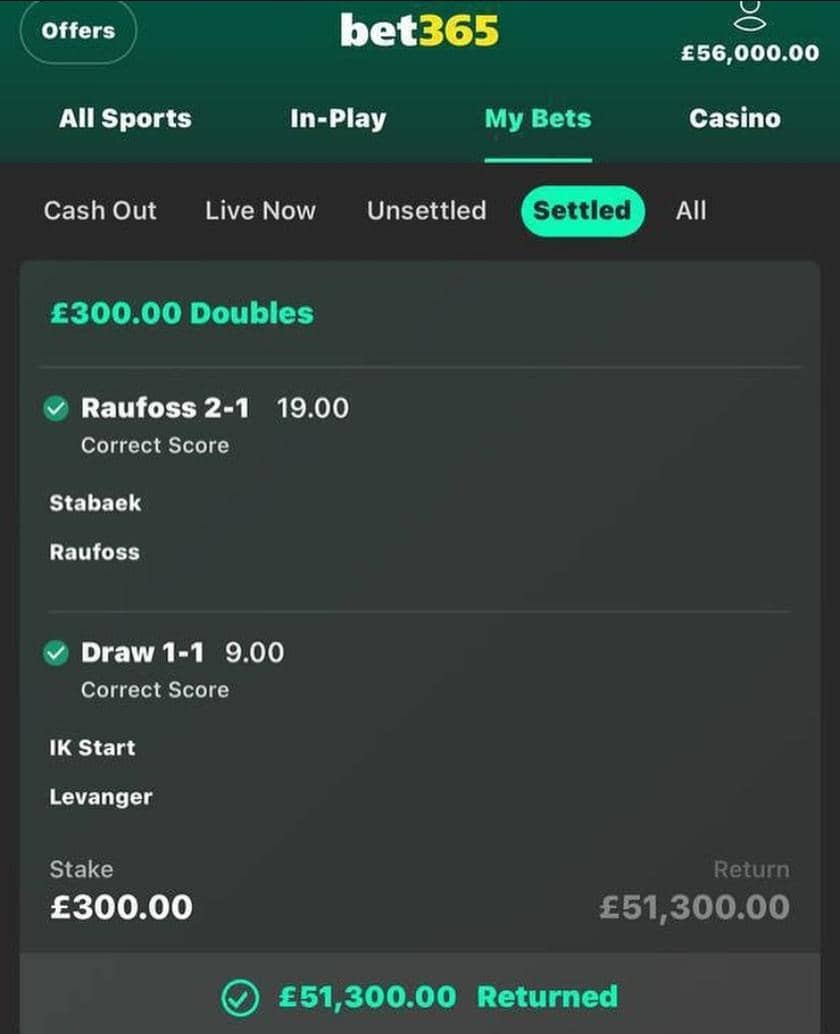 Offers
bet365
£56,000.00
All Sports In-Play My Bets Casino
Cash Out Live Now Unsettled Settled All
£300.00 Doubles
Raufoss 2-1 19.00
Correct Score
Stabaek
Raufoss
Draw 1-1 9.00
Correct Score
IK Start
Levanger
Stake Return
£300.00 £51,300.00
£51,300.00 Returned